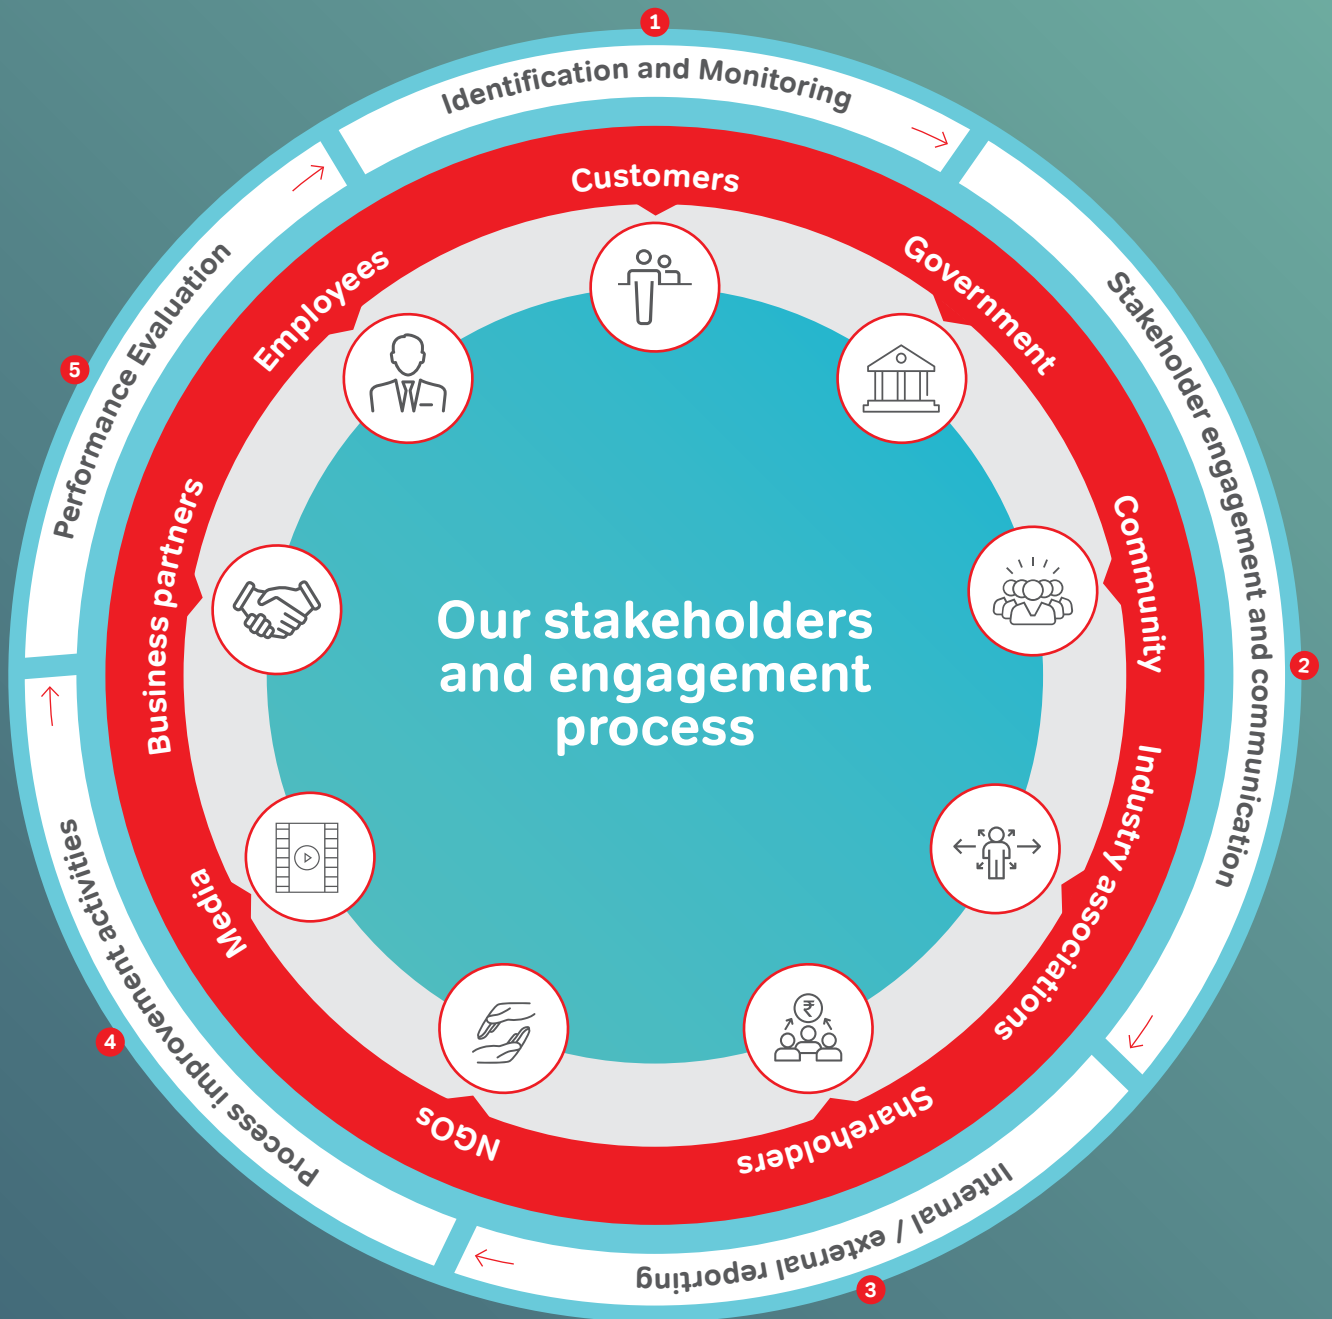 1
Identification and Monitoring
2
Stakeholder engagement and communication
3
Internal / external reporting
4
Process improvement activities
5
Performance Evaluation
Customers
Government
Community
Industry associations
Shareholders
₹
NGOs
Media
Business partners
Employees
Our stakeholders
and engagement
process